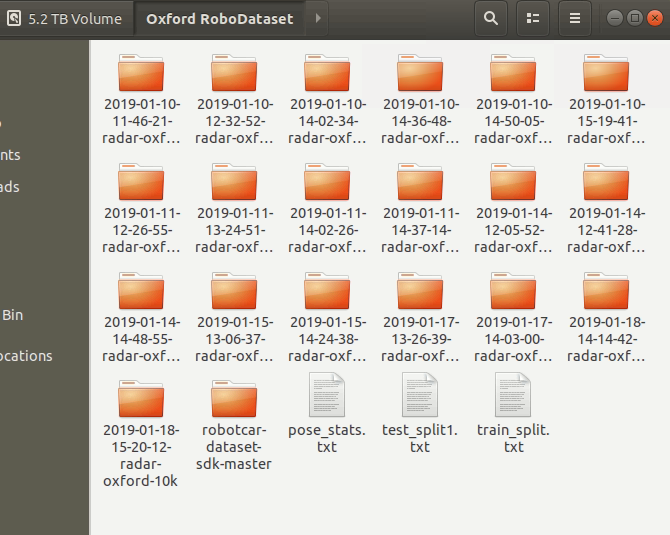 5.2 TB Volume
Oxford RoboDataset
nts
ads
Bin
ocations
2019-01-10-
11-46-21-
radar-oxf…
2019-01-10-
12-32-52-
radar-oxf…
2019-01-10-
14-02-34-
radar-oxf…
2019-01-10-
14-36-48-
radar-oxf…
2019-01-10-
14-50-05-
radar-oxf…
2019-01-10-
15-19-41-
radar-oxf…
2019-01-11-
12-26-55-
radar-oxf…
2019-01-11-
13-24-51-
radar-oxf…
2019-01-11-
14-02-26-
radar-oxf…
2019-01-11-
14-37-14-
radar-oxf…
2019-01-14-
12-05-52-
radar-oxf…
2019-01-14-
12-41-28-
radar-oxf…
2019-01-14-
14-48-55-
radar-oxf…
2019-01-15-
13-06-37-
radar-oxf…
2019-01-15-
14-24-38-
radar-oxf…
2019-01-17-
13-26-39-
radar-oxf…
2019-01-17-
14-03-00-
radar-oxf…
2019-01-18-
14-14-42-
radar-oxf…
2019-01-18-
15-20-12-
radar-
oxford-10k
robotcar-
dataset-
sdk-master
pose_stats.
txt
test_split1.
txt
train_split.
txt